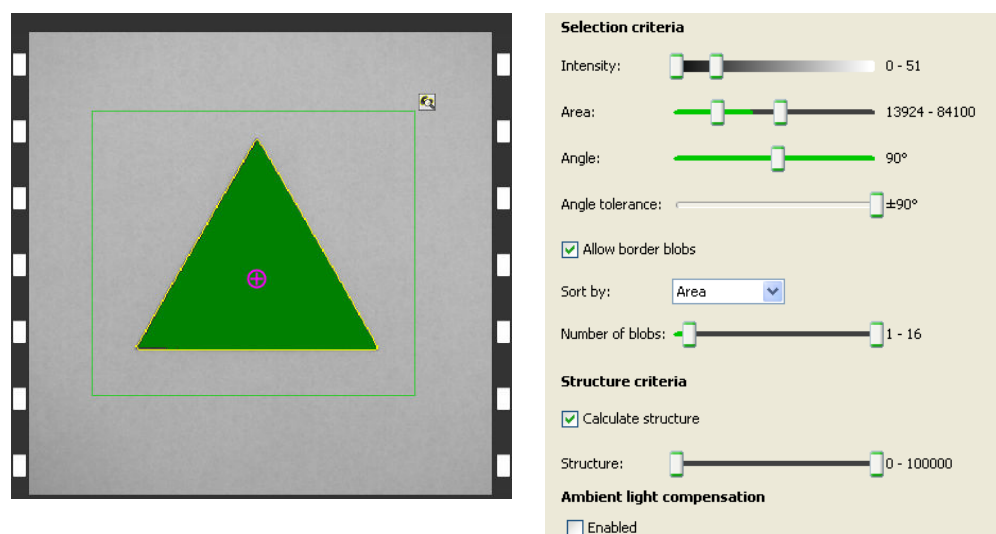 Selection criteria
Intensity: 0 - 51
Area: 13924 - 84100
Angle: 90°
Angle tolerance: ±90°
Allow border blobs
Sort by: Area
Number of blobs: 1 - 16
Structure criteria
Calculate structure
Structure: 0 - 100000
Ambient light compensation
Enabled